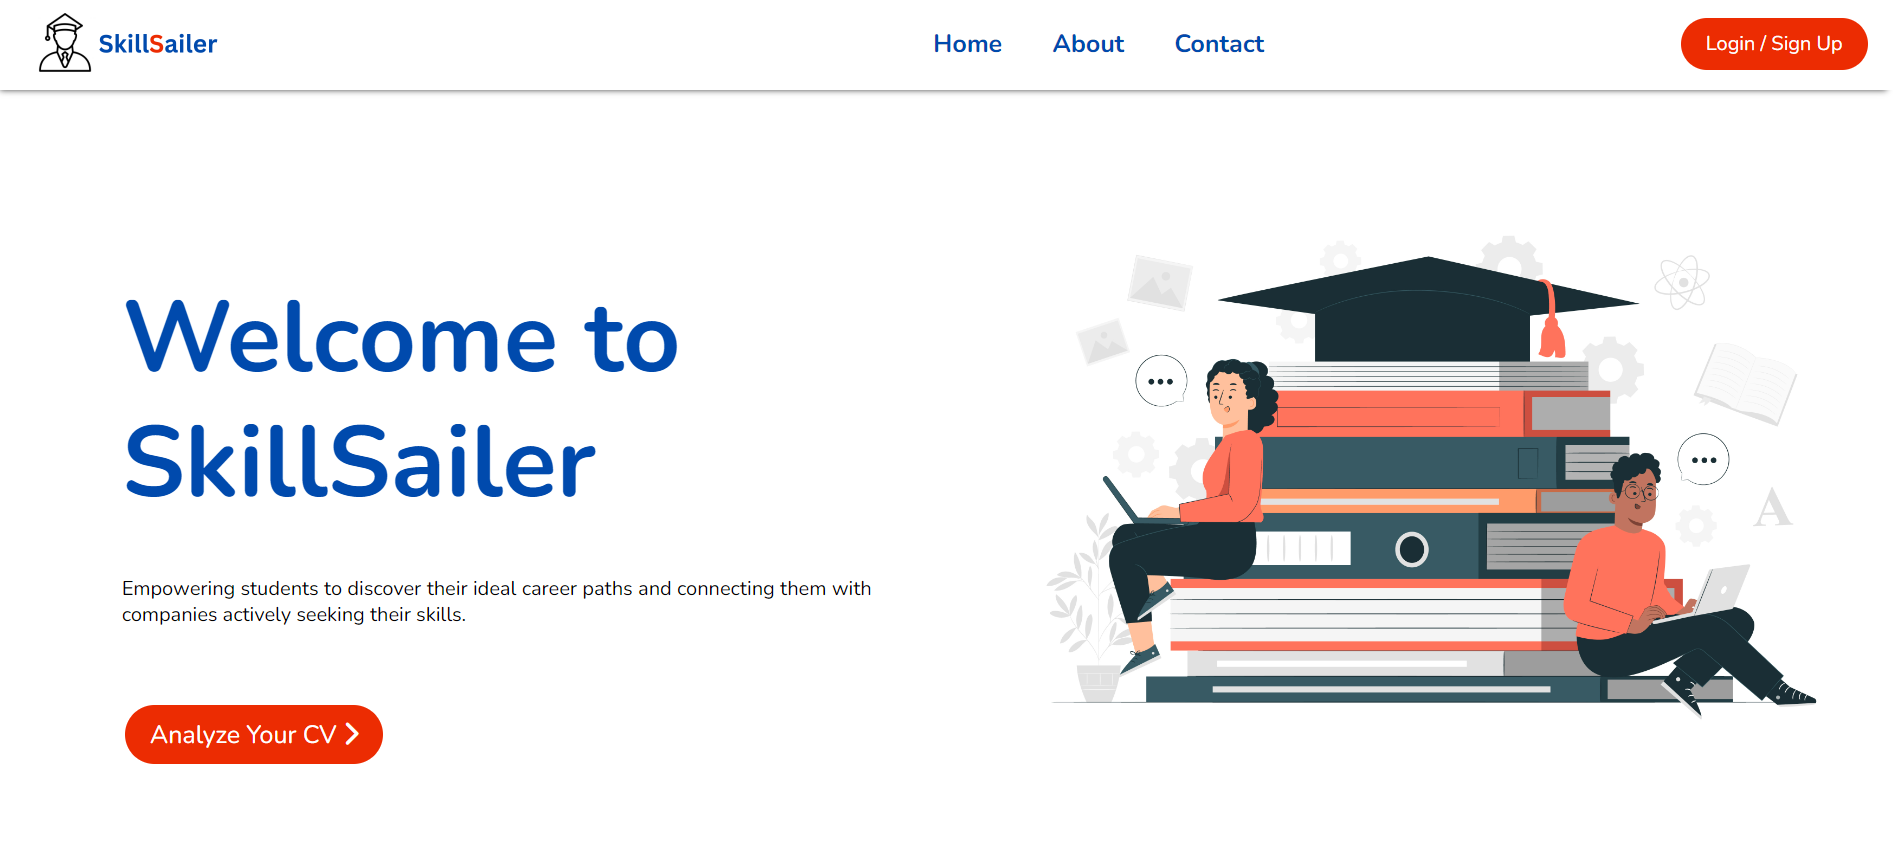 SkillSailer
Home
About
Contact
Login / Sign Up
Welcome to
SkillSailer
Empowering students to discover their ideal career paths and connecting them with
companies actively seeking their skills.
Analyze Your CV
A